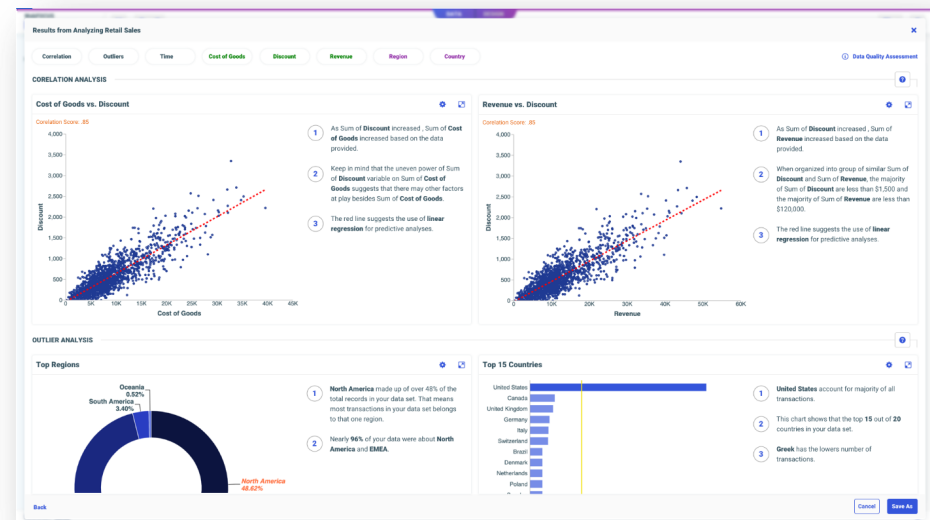 Results from Analyzing Retail Sales
Correlation
Outliers
Time
Cost of Goods
Discount
Revenue
Region
Country
Data Quality Assessment
CORELATION ANALYSIS
Cost of Goods vs. Discount
Corelation Score: .85
4,000
3,500
3,000
2,500
2,000
1,500
1,000
500
0
Discount
0
5K
10K
15K
20K
25K
30K
35K
40K
45K
Cost of Goods
1
As Sum of Discount increased , Sum of Cost
of Goods increased based on the data
provided.
2
Keep in mind that the uneven power of Sum
of Discount variable on Sum of Cost of
Goods suggests that there may other factors
at play besides Sum of Cost of Goods.
3
The red line suggests the use of linear
regression for predictive analyses.
Revenue vs. Discount
Corelation Score: .85
4,000
3,500
3,000
2,500
2,000
1,500
1,000
500
0
Discount
0
10K
20K
30K
40K
50K
60K
Revenue
1
As Sum of Discount increased , Sum of
Revenue increased based on the data
provided.
2
When organized into group of similar Sum of
Discount and Sum of Revenue, the majority
of Sum of Discount are less than $1,500 and
the majority of Sum of Revenue are less than
$120,000.
3
The red line suggests the use of linear
regression for predictive analyses.
OUTLIER ANALYSIS
Top Regions
Oceania
0.52%
South America
3.40%
North America
48.62%
1
North America made up of over 48% of the
total records in your data set. That means
most transactions in your data set belongs
to that one region.
2
Nearly 96% of your data were about North
America and EMEA.
Top 15 Countries
United States
Canada
United Kingdom
Germany
Italy
Switzerland
Brazil
Denmark
Netherlands
Poland
1
United States account for majority of all
transactions.
2
This chart shows that the top 15 out of 20
countries in your data set.
3
Greek has the lowers number of
transactions.
Back
Cancel
Save As